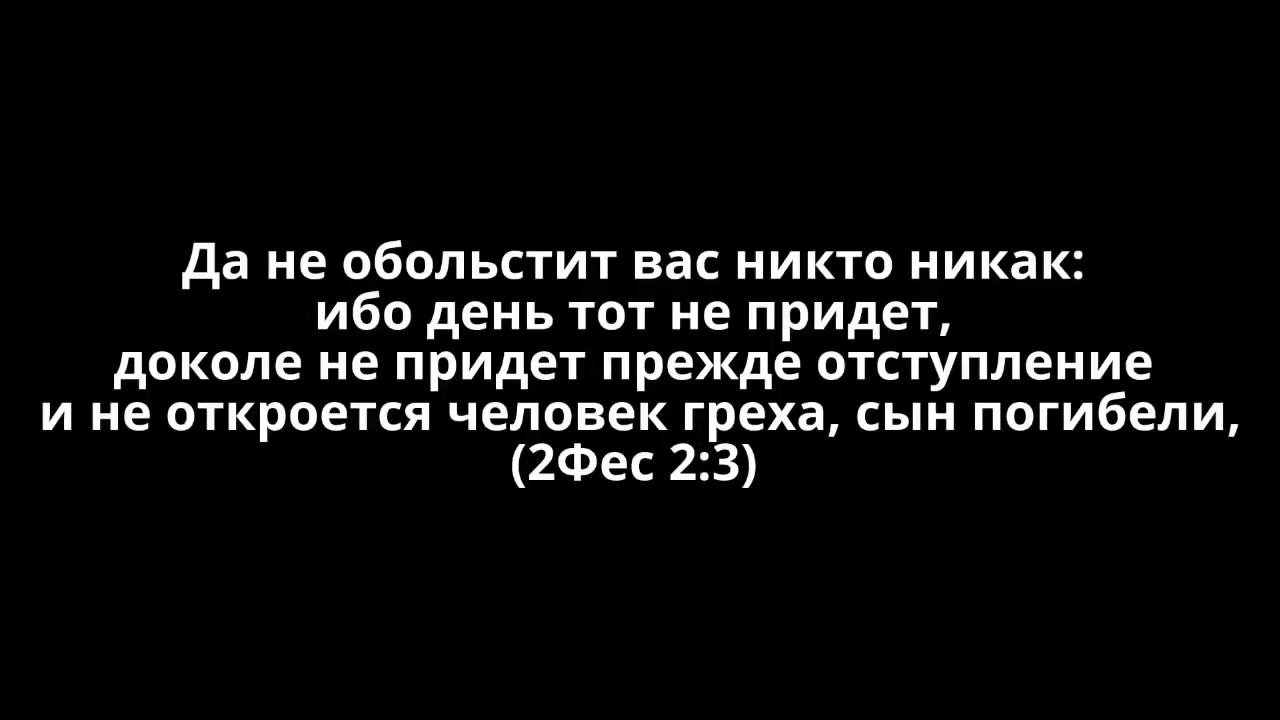 Да не обольстит вас никто никак:
ибо день тот не придет,
доколе не придет прежде отступление
и не откроется человек греха, сын погибели,
(2Фес 2:3)